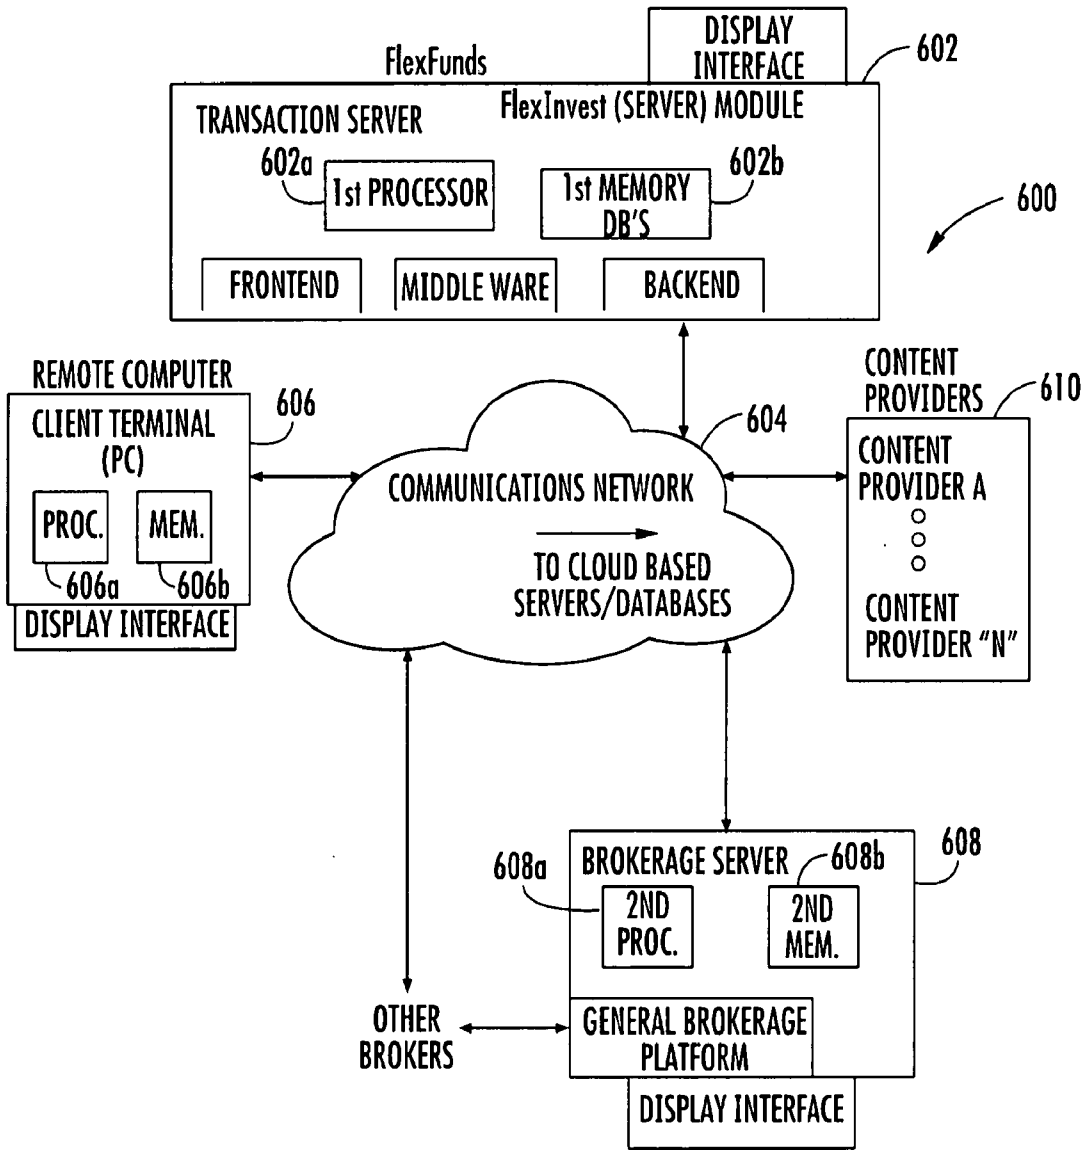 DISPLAY
INTERFACE
602
FlexFunds
FlexInvest (SERVER) MODULE
TRANSACTION SERVER
602a
1st PROCESSOR
602b
1st MEMORY
DB'S
600
FRONTEND
MIDDLE WARE
BACKEND
REMOTE COMPUTER
606
CLIENT TERMINAL
(PC)
PROC.
MEM.
606a
606b
DISPLAY INTERFACE
604
COMMUNICATIONS NETWORK
TO CLOUD BASED
SERVERS/DATABASES
CONTENT
PROVIDERS
610
CONTENT
PROVIDER A
CONTENT
PROVIDER “N”
BROKERAGE SERVER
608
608a
608b
2ND
PROC.
2ND
MEM.
OTHER
BROKERS
GENERAL BROKERAGE
PLATFORM
DISPLAY INTERFACE